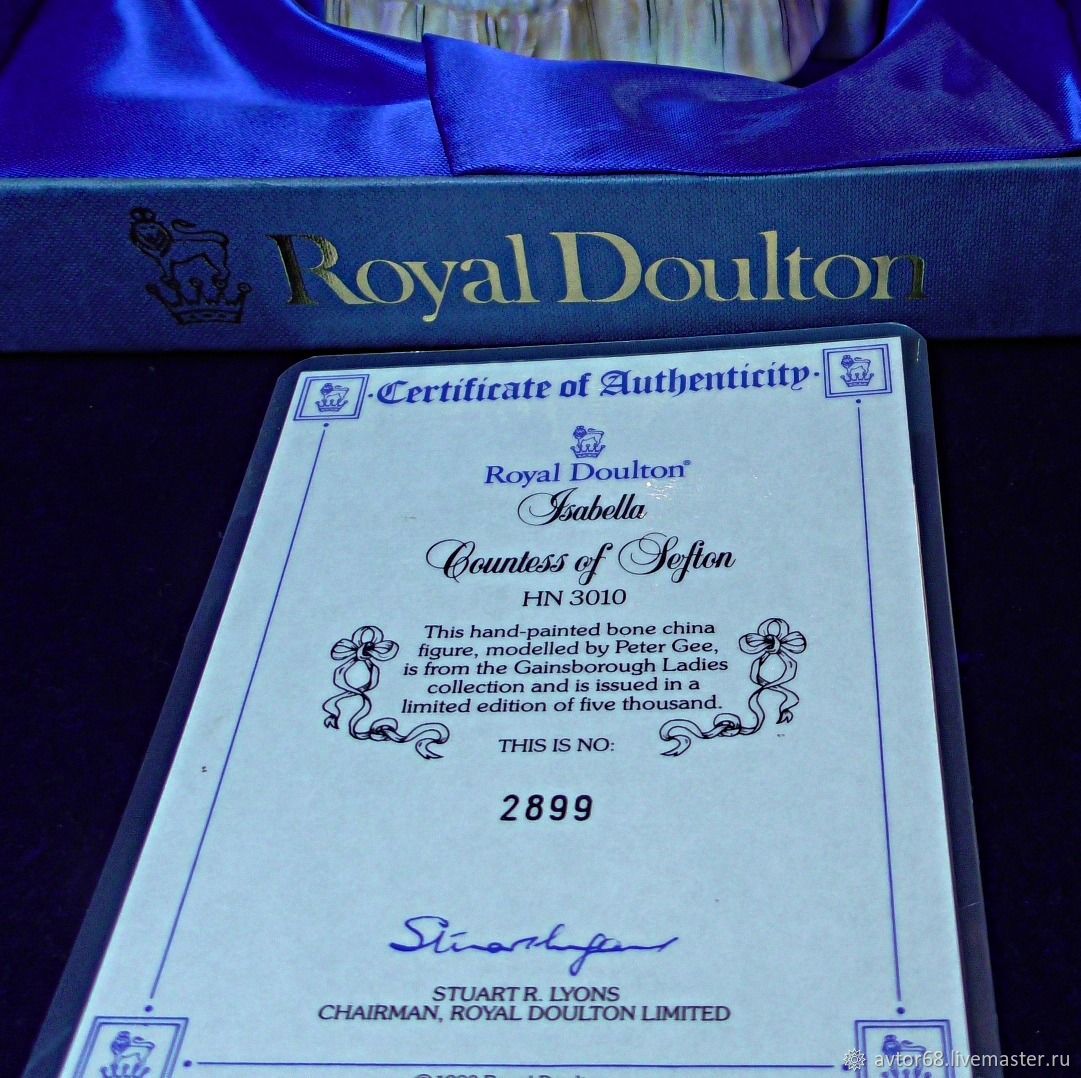 Royal Doulton
Certificate of Authenticity
Royal Doulton®
Isabella
Countess of Sefton
HN 3010
This hand-painted bone china
figure, modelled by Peter Gee,
is from the Gainsborough Ladies
collection and is issued in a
limited edition of five thousand.
THIS IS NO:
2899
STUART R. LYONS
CHAIRMAN, ROYAL DOULTON LIMITED
avtor68.livemaster.ru